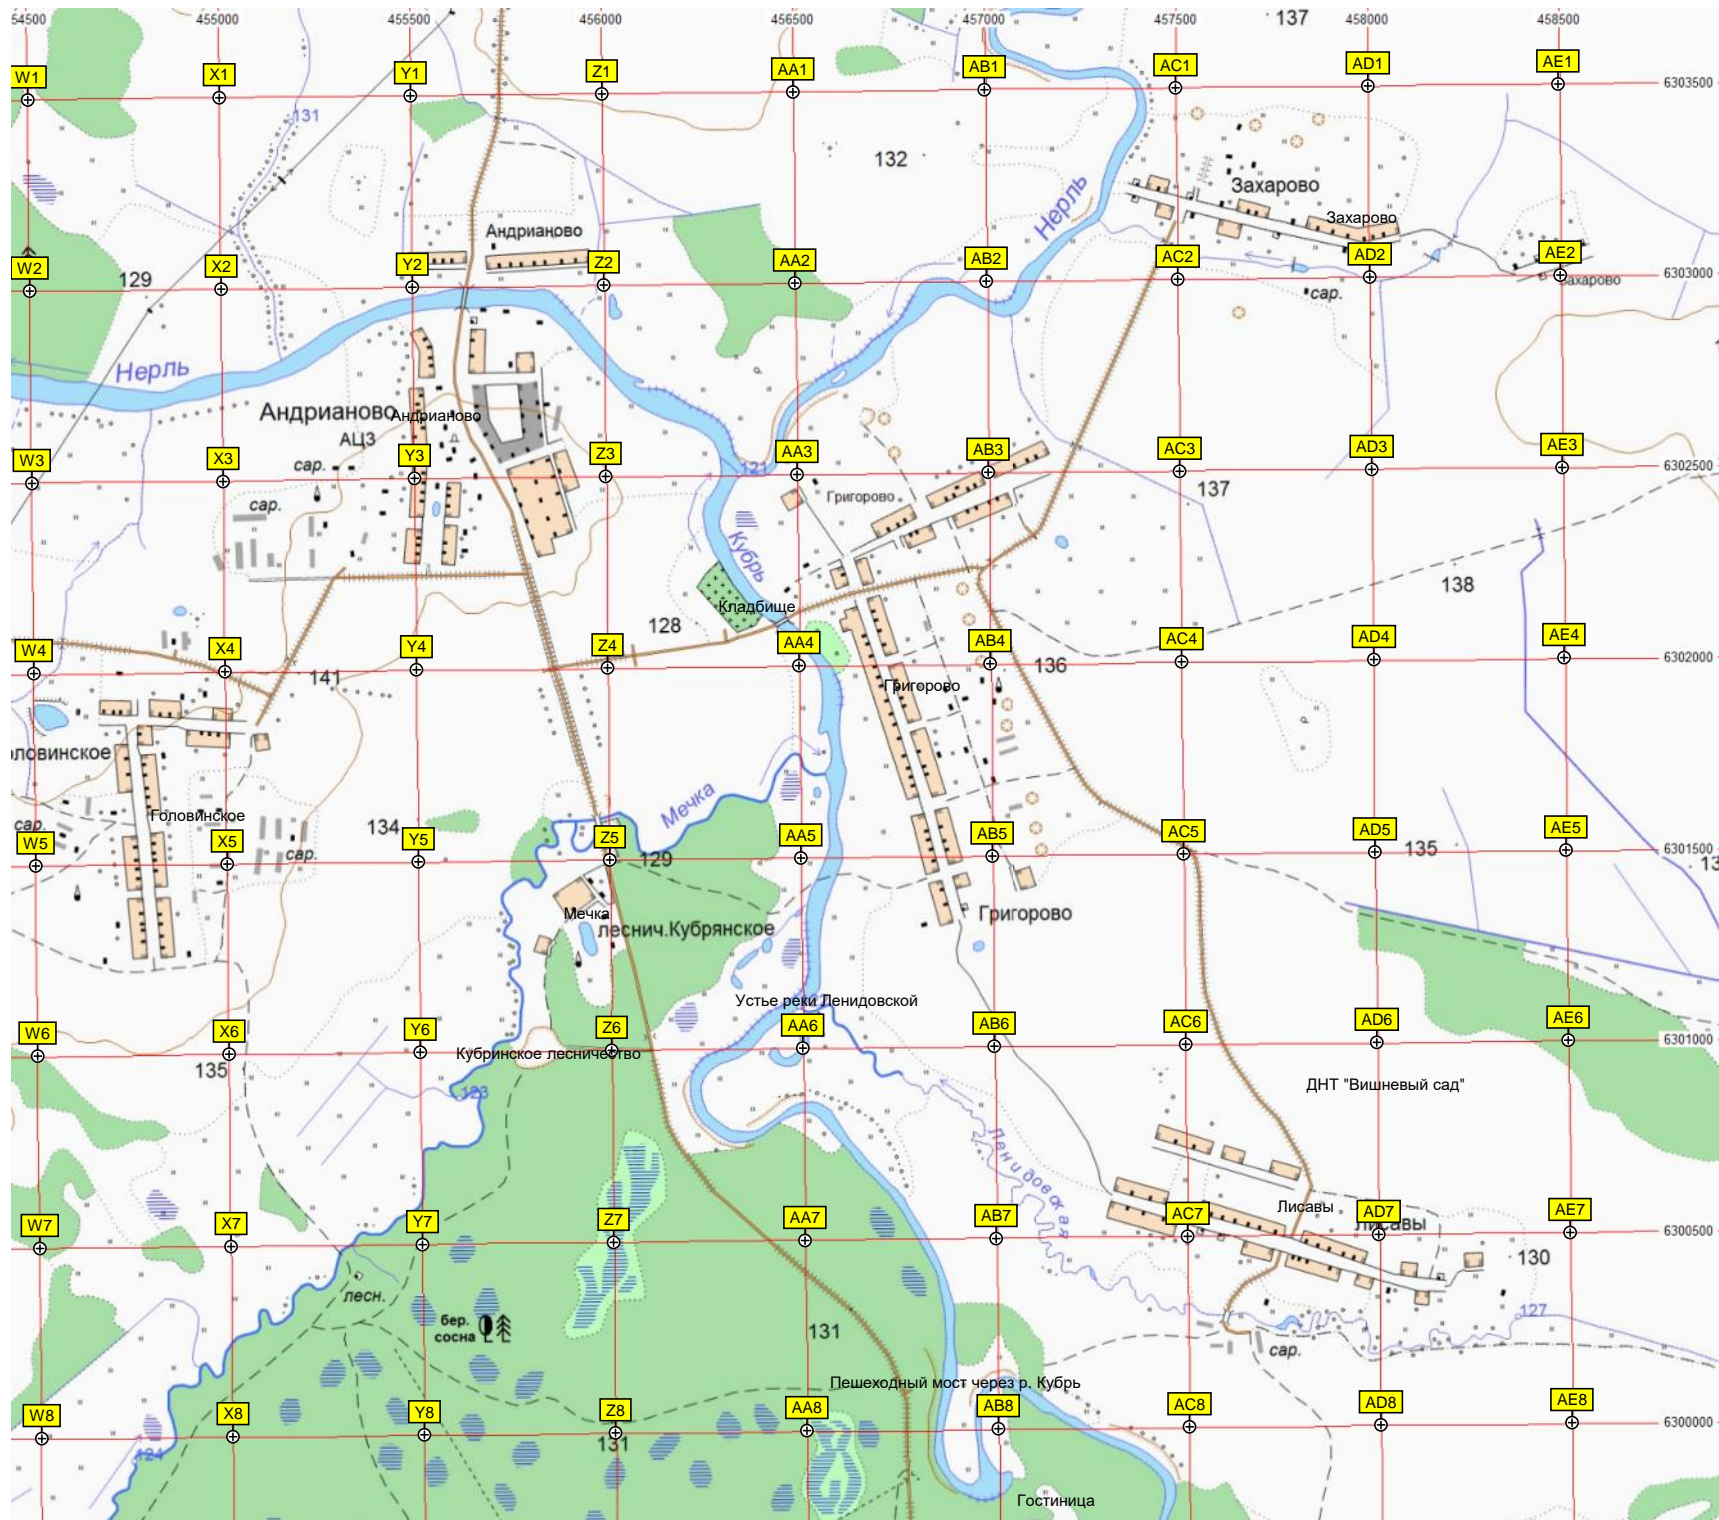 54500 455000 455500 456000 456500 457000 457500 458000 458500
137
W1 X1 Y1 Z1 AA1 AB1 AC1 AD1 AE1
6303500
131
132
Захарово
Захарово
Нерль
Андрианово
W2 X2 Y2 Z2 AA2 AB2 AC2 AD2 AE2
6303000
129
Захарово
сар.
Нерль
Андрианово
Андрианово
АЦЗ
сар.
W3 X3 Y3 Z3 AA3 AB3 AC3 AD3 AE3
6302500
121
137
Григорово
сар.
Кубрь
138
Кладбище
128
W4 X4 Y4 Z4 AA4 AB4 AC4 AD4 AE4
6302000
136
141
Григорово
ловинское
Мечка
Головинское
сар.
134
W5 X5 Y5 Z5 AA5 AB5 AC5 AD5 AE5
6301500
сар.
129
135
13
Мечка
Григорово
леснич.Кубрянское
Устье реки Ленидовской
W6 X6 Y6 Z6 AA6 AB6 AC6 AD6 AE6
6301000
Кубринское лесничество
135
123
ДНТ "Вишневый сад"
Ленидовская
Лисавы
Лисавы
W7 X7 Y7 Z7 AA7 AB7 AC7 AD7 AE7
6300500
130
лесн.
127
бер.
сосна
131
сар.
Пешеходный мост через р. Кубрь
W8 X8 Y8 Z8 AA8 AB8 AC8 AD8 AE8
6300000
124
131
Гостиница